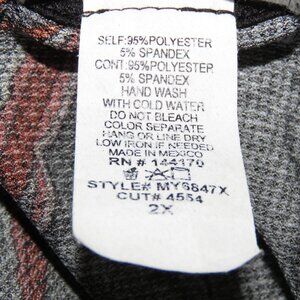 SELF:95%POLYESTER
5% SPANDEX
CONT:95%POLYESTER
5% SPANDEX
HAND WASH
WITH COLD WATER
DO NOT BLEACH
COLOR SEPARATE
HANG OR LINE DRY
LOW IRON IF NEEDED
MADE IN MEXICO
RN # 144170
STYLE# MY6847X
CUT# 4554
2X